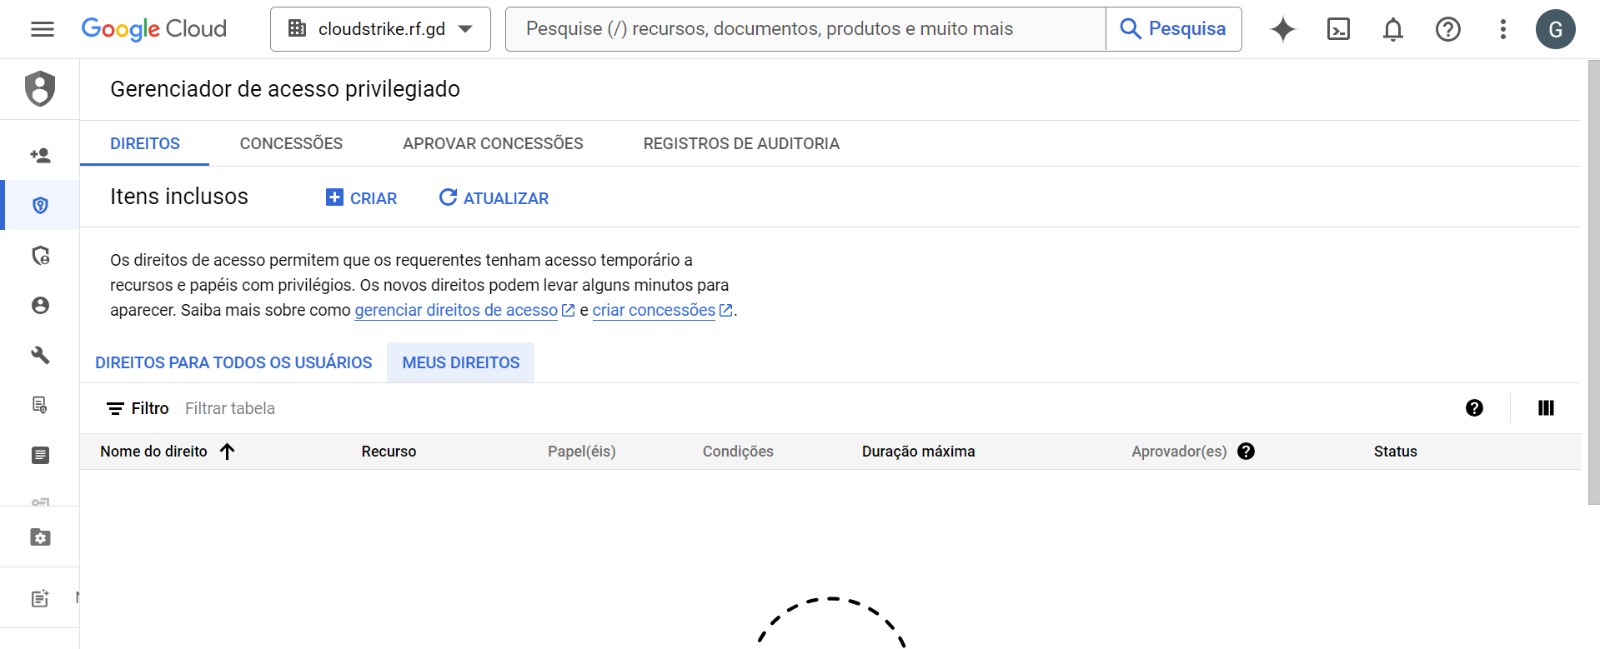 Google Cloud
cloudstrike.rf.gd
Pesquise (/) recursos, documentos, produtos e muito mais
Pesquisa
G
Gerenciador de acesso privilegiado
DIREITOS
CONCESSÕES
APROVAR CONCESSÕES
REGISTROS DE AUDITORIA
Itens inclusos
CRIAR
ATUALIZAR
Os direitos de acesso permitem que os requerentes tenham acesso temporário a
recursos e papéis com privilégios. Os novos direitos podem levar alguns minutos para
aparecer. Saiba mais sobre como gerenciar direitos de acesso e criar concessões.
DIREITOS PARA TODOS OS USUÁRIOS
MEUS DIREITOS
Filtro
Filtrar tabela
Nome do direito
Recurso
Papel(éis)
Condições
Duração máxima
Aprovador(es)
Status